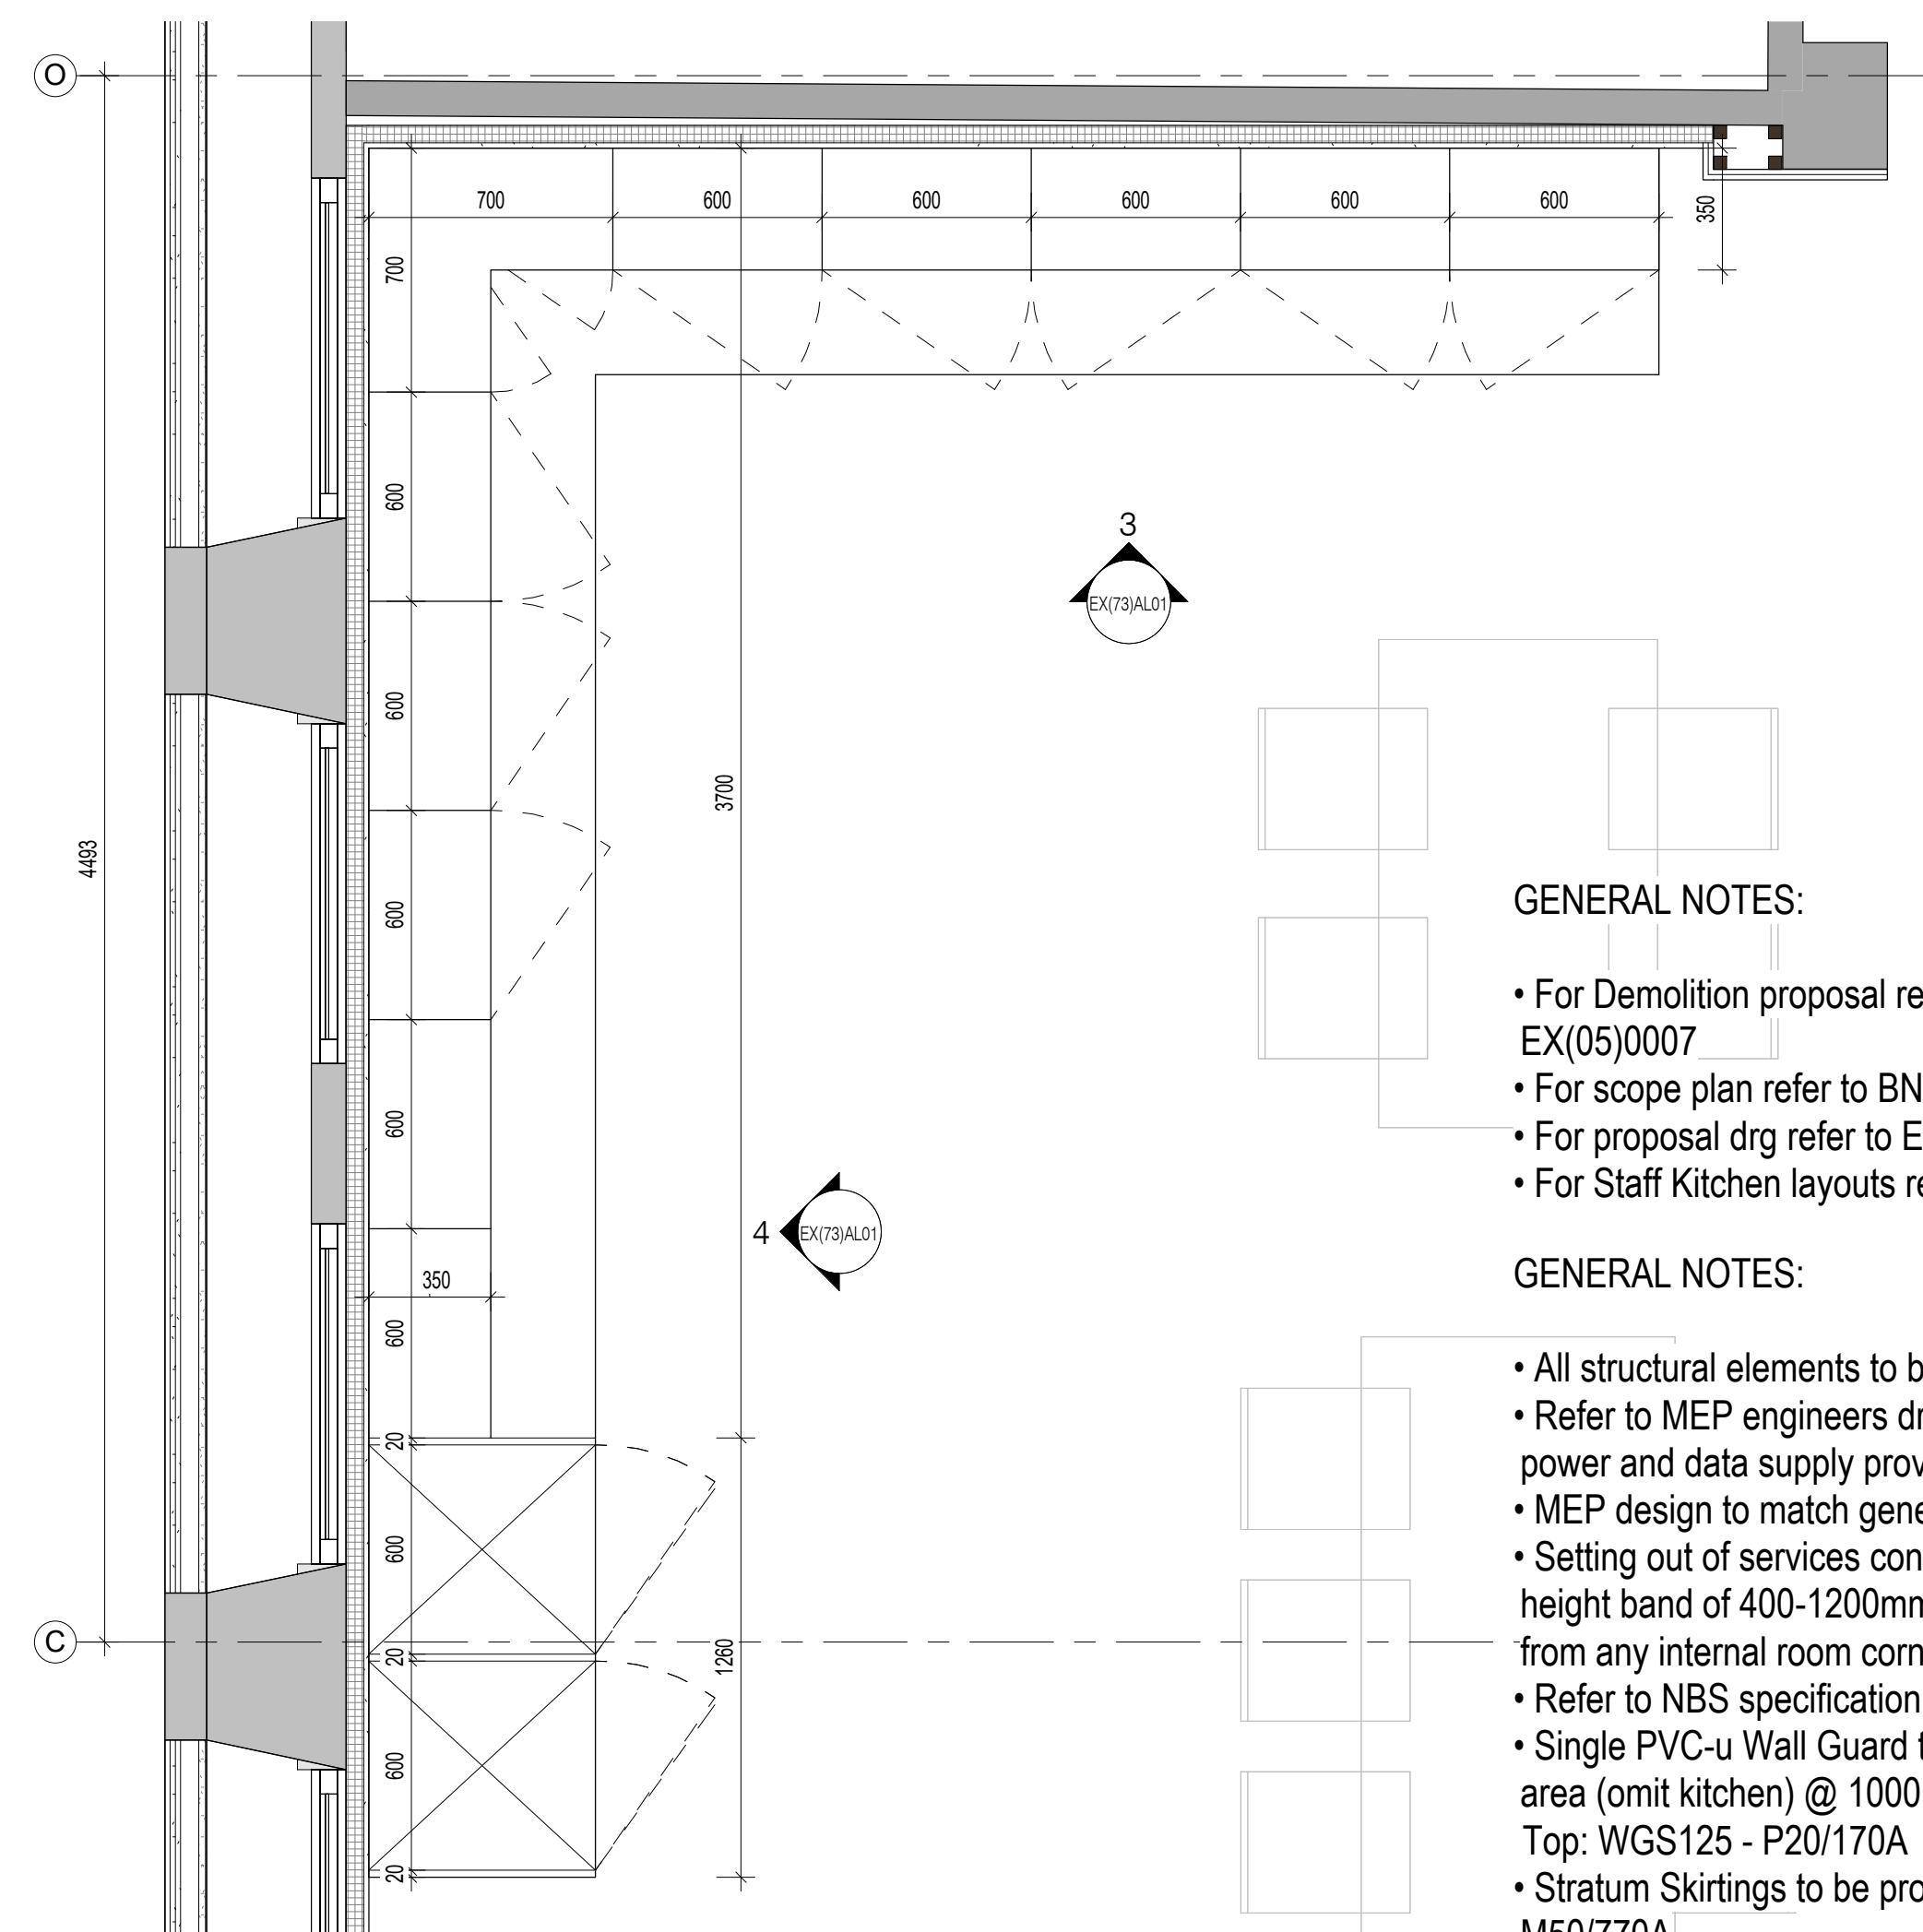 O
700
600
600
600
600
600
350
700
600
600
600
600
600
350
3700
4493
3
EX(73)AL01
4
EX(73)AL01
20
600
20
600
20
1260
C
GENERAL NOTES:
• For Demolition proposal re
EX(05)0007
• For scope plan refer to BN
• For proposal drg refer to E
• For Staff Kitchen layouts re
GENERAL NOTES:
• All structural elements to b
• Refer to MEP engineers dr
power and data supply prov
• MEP design to match gene
• Setting out of services con
height band of 400-1200mm
from any internal room corn
• Refer to NBS specification
• Single PVC-u Wall Guard t
area (omit kitchen) @ 1000
Top: WGS125 - P20/170A
• Stratum Skirtings to be pro
M50/770A